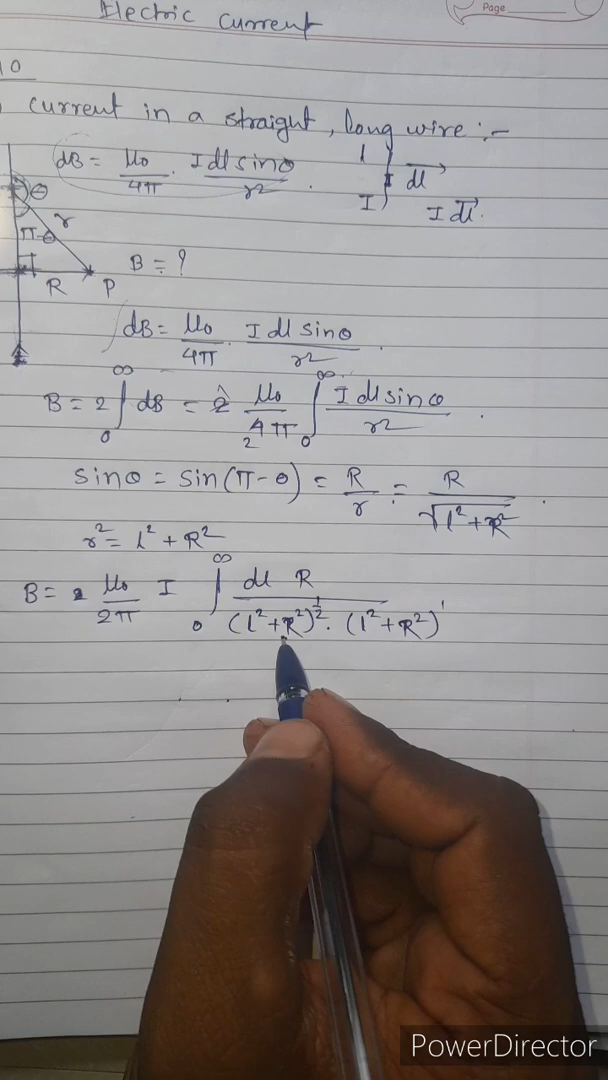 Page
Electric Current
10
current in a straight, long wire :-
dB = μ₀/4π · I dl sinθ / r²
I dl
I I dl.
θ
r
π-θ
R P
B = ?
dB = μ₀/4π · I dl sinθ / r² .
B = 2 ∫₀^∞ dB = 2 μ₀/4π 2 ∫₀^∞ I dl sinθ / r² .
sinθ = sin(π-θ) = R/r = R/√(l²+R²) .
r² = l² + R²
B = μ₀/2π I ∫₀^∞ dl R / (l²+R²)^½ · (l²+R²)¹
PowerDirector